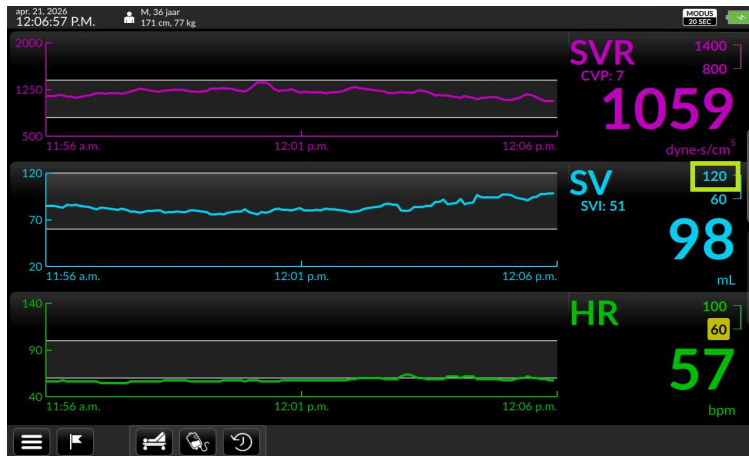 apr. 21, 2026
12:06:57 P.M.
M, 36 jaar
171 cm, 77 kg
MODUS
20 SEC
2000
1250
500
11:56 a.m. 12:01 p.m. 12:06 p.m.
SVR
CVP: 7
1400
800
1059
dyne·s/cm5
120
70
20
11:56 a.m. 12:01 p.m. 12:06 p.m.
SV
SVI: 51
120
60
98
mL
140
90
40
11:56 a.m. 12:01 p.m. 12:06 p.m.
HR
100
60
57
bpm